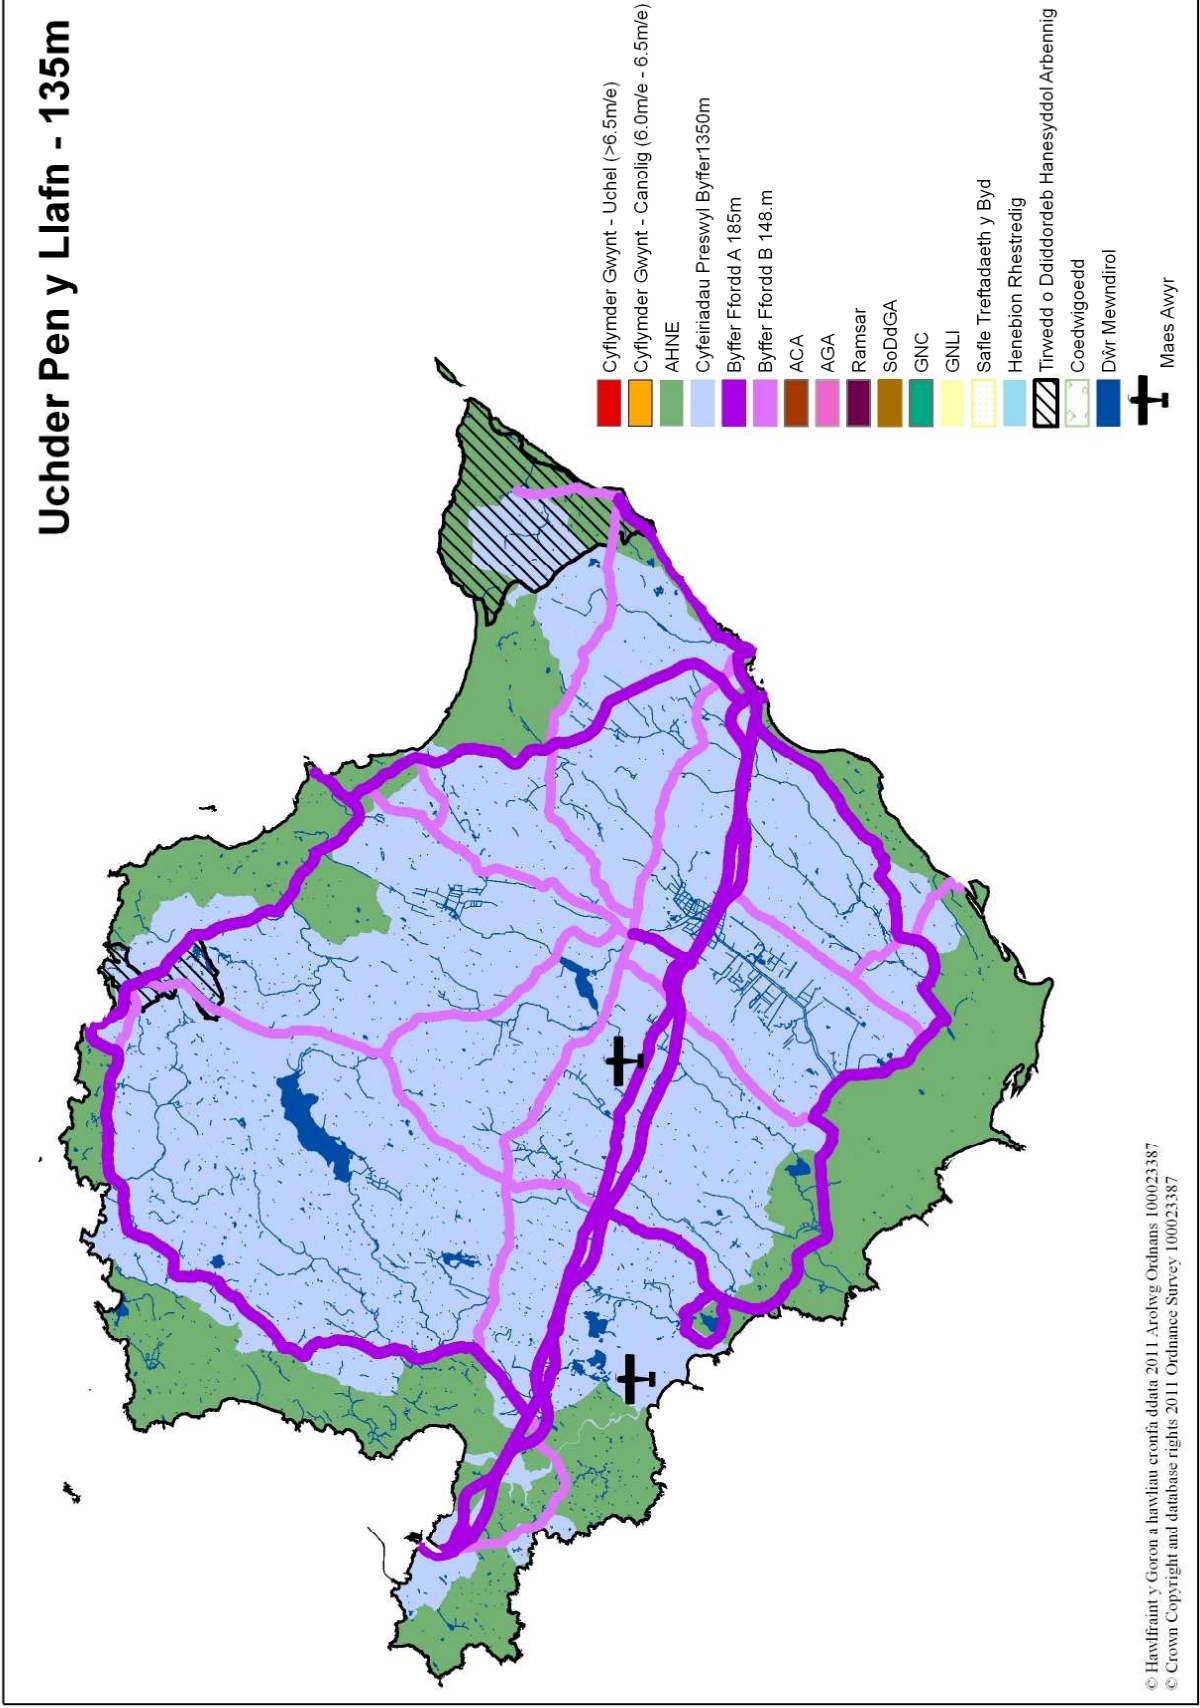 Uchder Pen y Llafn - 135m
Cyflymder Gwynt - Uchel (>6.5m/e)
Cyflymder Gwynt - Canolig (6.0m/e - 6.5m/e)
AHNE
Cyfeiriadau Preswyl Byffer1350m
Byffer Ffordd A 185m
Byffer Ffordd B 148.m
ACA
AGA
Ramsar
SoDdGA
GNC
GNLl
Safle Treftadaeth y Byd
Henebion Rhestredig
Tirwedd o Ddiddordeb Hanesyddol Arbennig
Coedwigoedd
Dŵr Mewndirol
Maes Awyr
© Hawlfraint y Goron a hawliau cronfa ddata 2011 Arolwg Ordnans 100023387
© Crown Copyright and database rights 2011 Ordnance Survey 100023387